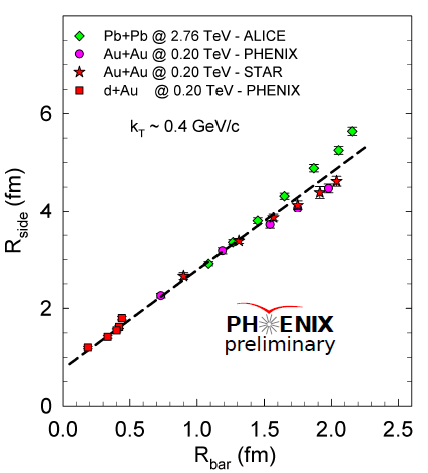 Pb+Pb @ 2.76 TeV - ALICE
Au+Au @ 0.20 TeV - PHENIX
Au+Au @ 0.20 TeV - STAR
d+Au @ 0.20 TeV - PHENIX
k_T ~ 0.4 GeV/c
6
4
2
0
R_side (fm)
PHENIX
preliminary
0.0 0.5 1.0 1.5 2.0 2.5
R_bar (fm)